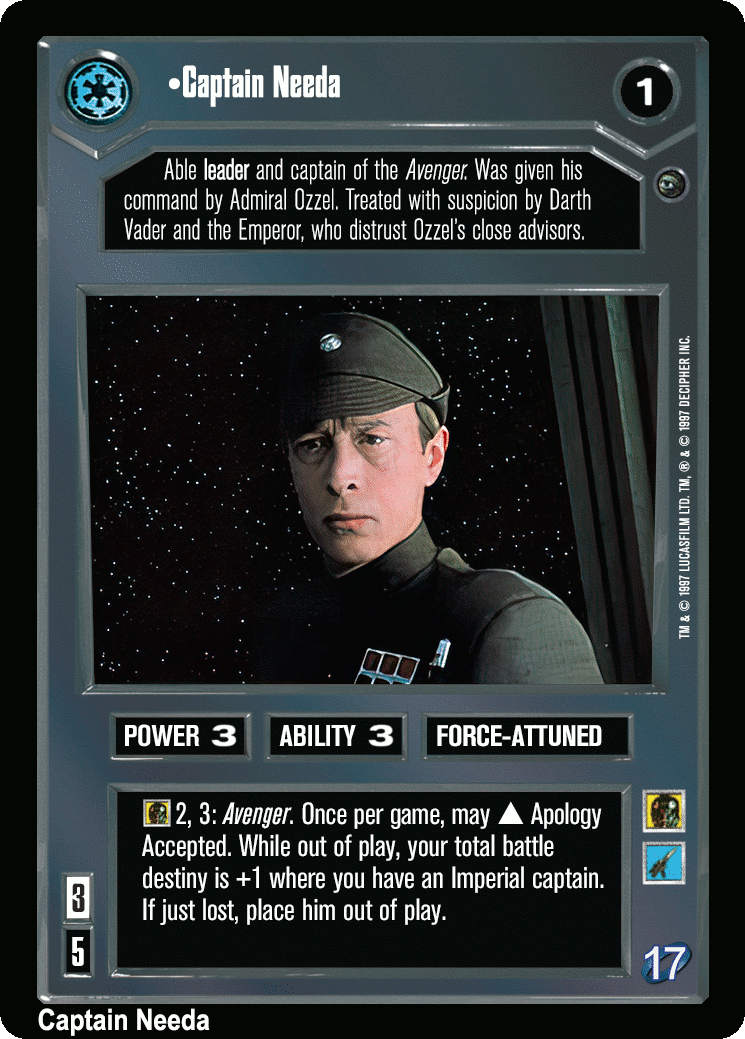 •Captain Needa
1
Able leader and captain of the Avenger. Was given his
command by Admiral Ozzel. Treated with suspicion by Darth
Vader and the Emperor, who distrust Ozzel's close advisors.
TM & © 1997 LUCASFILM LTD. TM, ® & © 1997 DECIPHER INC.
POWER 3
ABILITY 3
FORCE-ATTUNED
2, 3: Avenger. Once per game, may ▲ Apology
Accepted. While out of play, your total battle
destiny is +1 where you have an Imperial captain.
If just lost, place him out of play.
3
5
17
Captain Needa